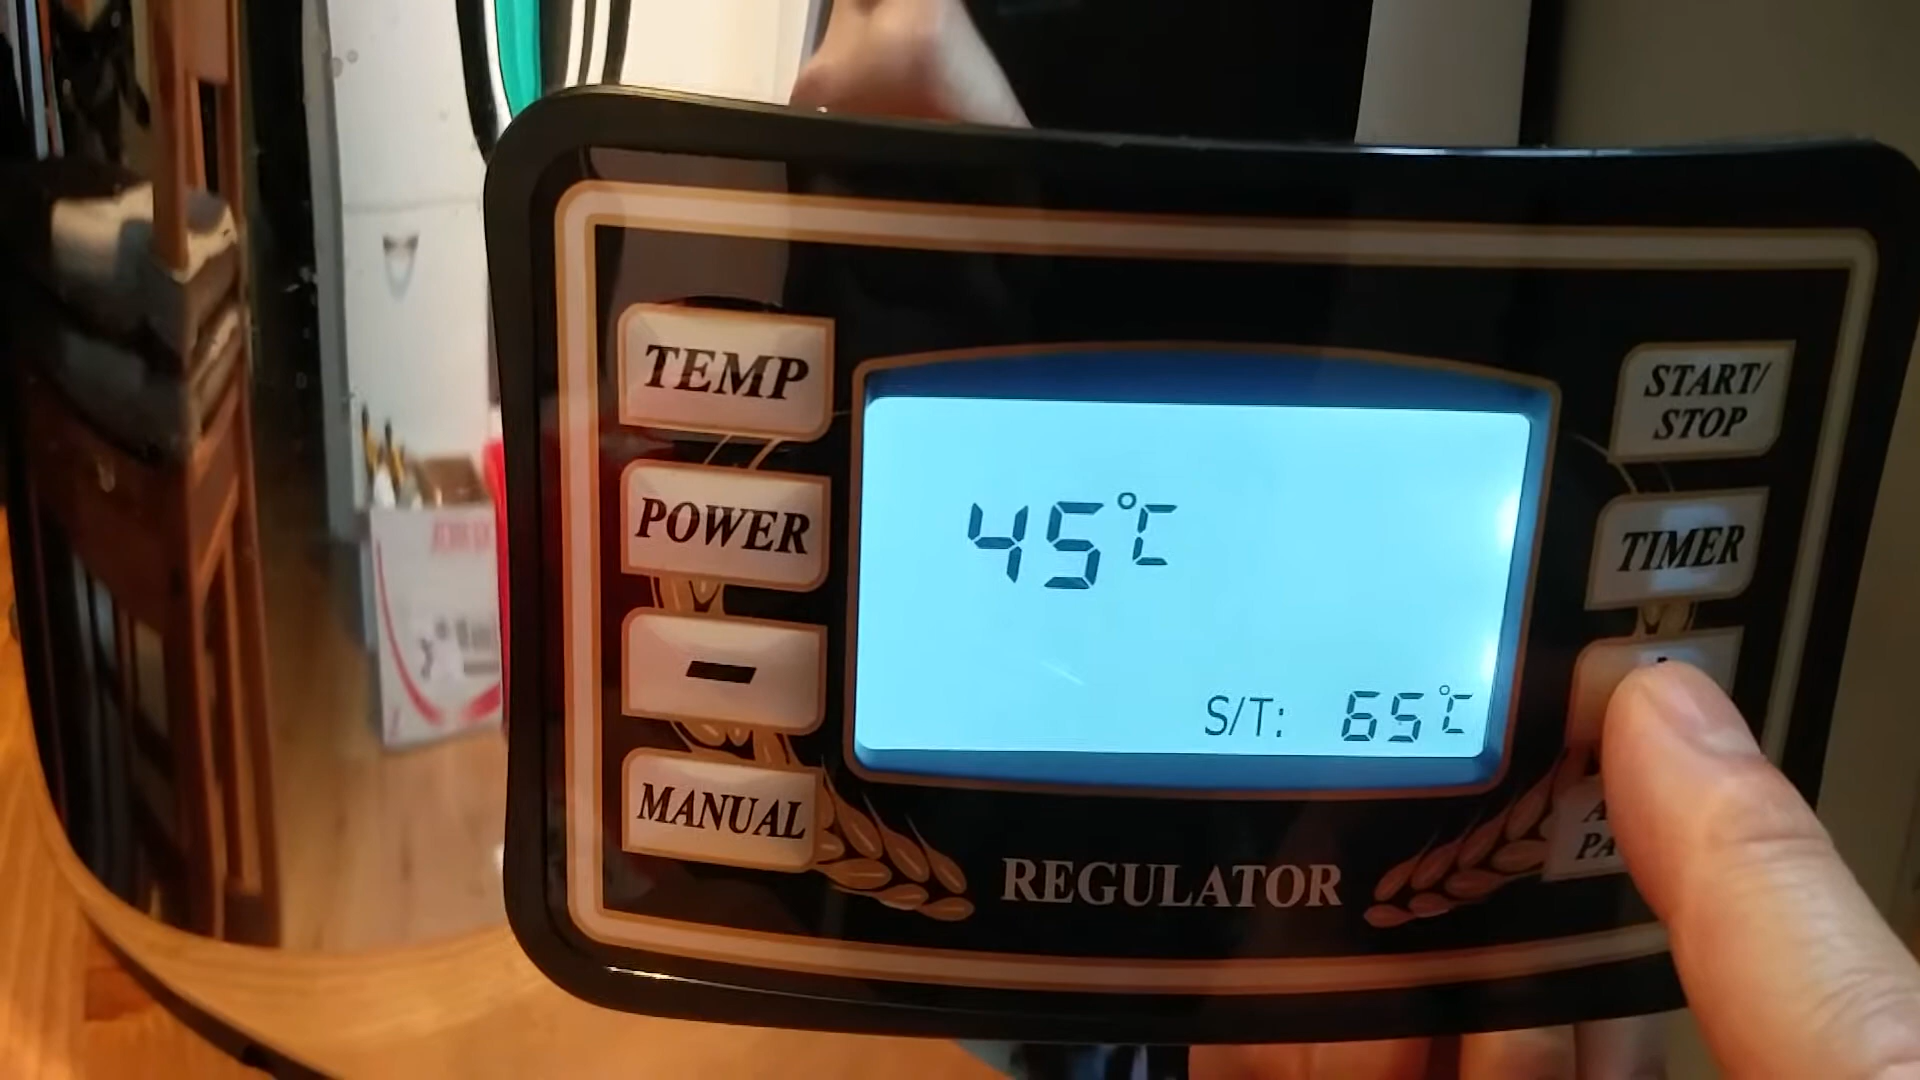 TEMP
POWER
-
MANUAL
45°C
S/T: 65°C
REGULATOR
START/
STOP
TIMER